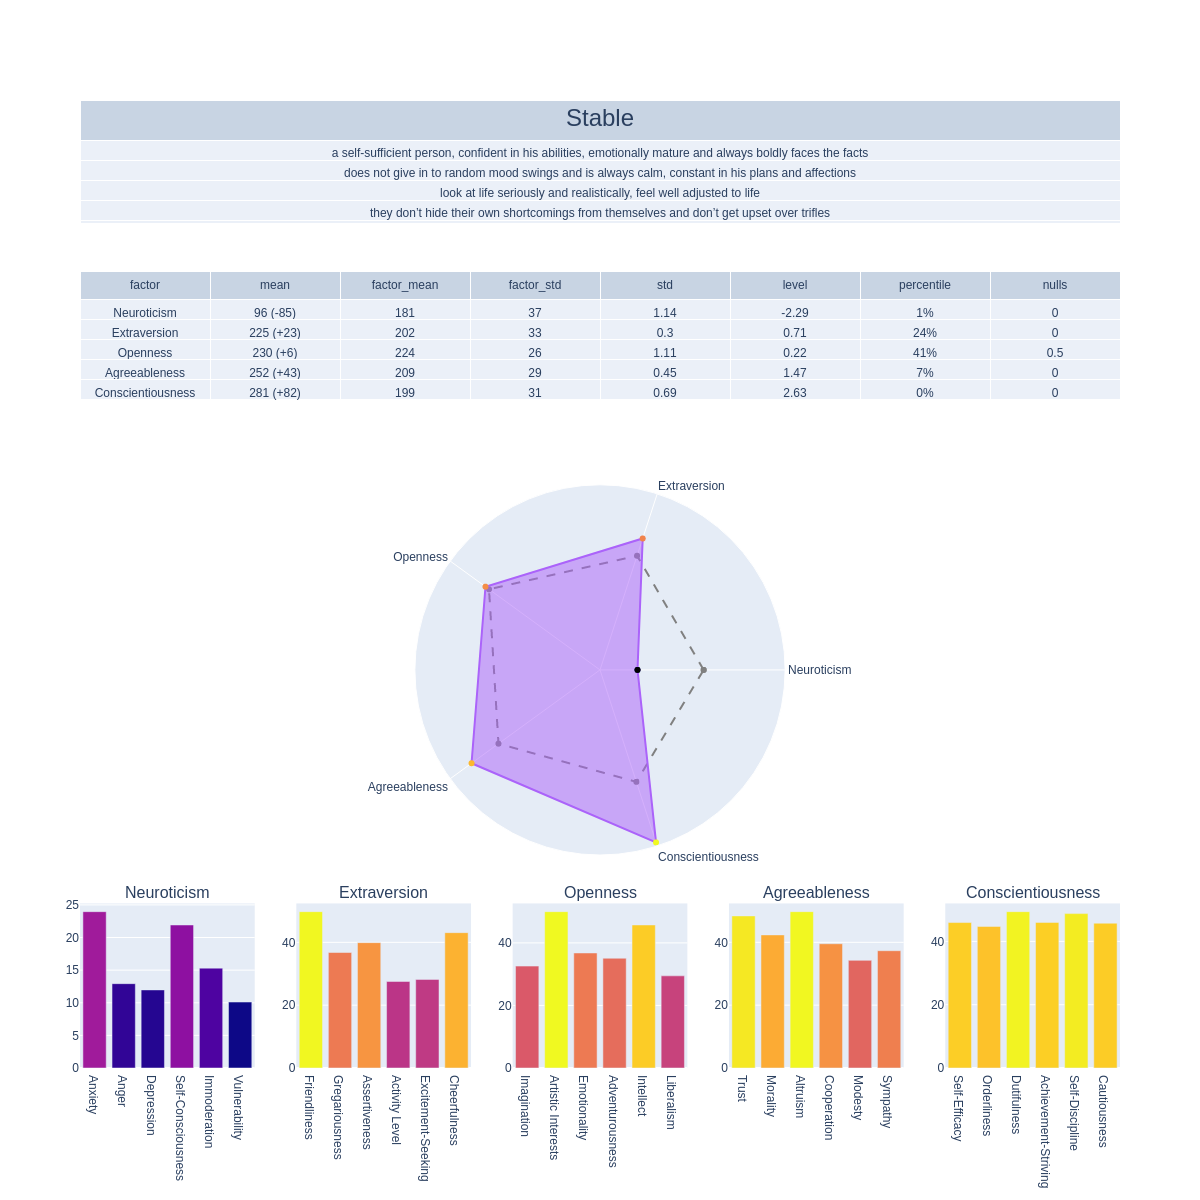 Stable
a self-sufficient person, confident in his abilities, emotionally mature and always boldly faces the facts
does not give in to random mood swings and is always calm, constant in his plans and affections
look at life seriously and realistically, feel well adjusted to life
they don’t hide their own shortcomings from themselves and don’t get upset over trifles
factor mean factor_mean factor_std std level percentile nulls
Neuroticism 96 (-85) 181 37 1.14 -2.29 1% 0
Extraversion 225 (+23) 202 33 0.3 0.71 24% 0
Openness 230 (+6) 224 26 1.11 0.22 41% 0.5
Agreeableness 252 (+43) 209 29 0.45 1.47 7% 0
Conscientiousness 281 (+82) 199 31 0.69 2.63 0% 0
Extraversion
Openness
Neuroticism
Agreeableness
Conscientiousness
Neuroticism
25
20
15
10
5
0
Anxiety
Anger
Depression
Self-Consciousness
Immoderation
Vulnerability
Extraversion
40
20
0
Friendliness
Gregariousness
Assertiveness
Activity Level
Excitement-Seeking
Cheerfulness
Openness
40
20
0
Imagination
Artistic Interests
Emotionality
Adventurousness
Intellect
Liberalism
Agreeableness
40
20
0
Trust
Morality
Altruism
Cooperation
Modesty
Sympathy
Conscientiousness
40
20
0
Self-Efficacy
Orderliness
Dutifulness
Achievement-Striving
Self-Discipline
Cautiousness